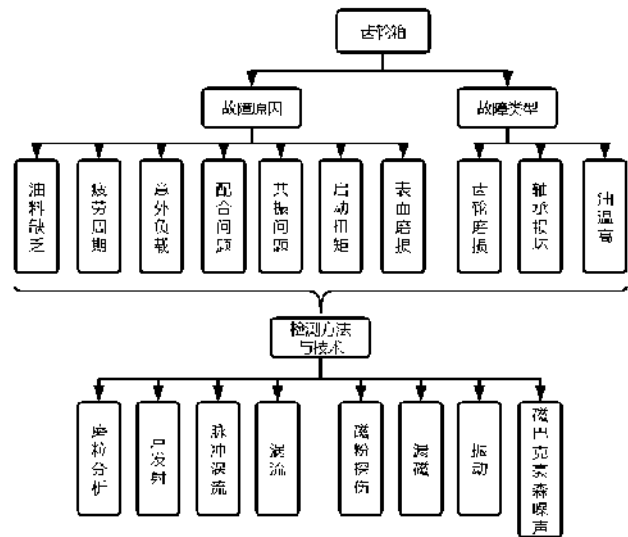 齿轮箱
故障原因
故障类型
油料缺乏
疲劳周期
意外负载
配合问题
共振问题
启动扭矩
表面磨损
齿轮磨损
轴承损坏
油温高
检测方法
与技术
磨粒分析
声发射
脉冲涡流
涡流
磁粉探伤
漏磁
振动
磁巴克豪森噪声